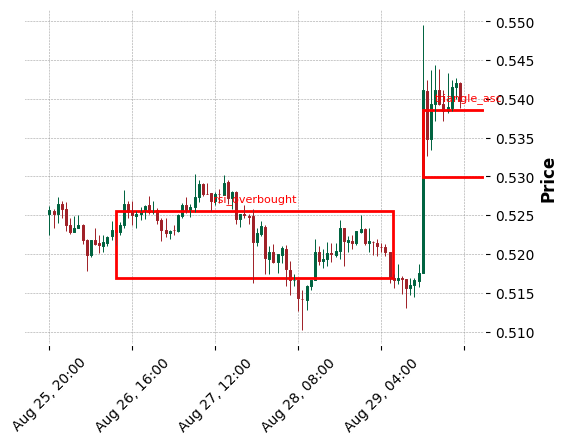 0.550
0.545
triangle_asc
0.540
0.535
0.530
rsi_overbought
0.525
0.520
0.515
0.510
Price
Aug 25, 20:00
Aug 26, 16:00
Aug 27, 12:00
Aug 28, 08:00
Aug 29, 04:00